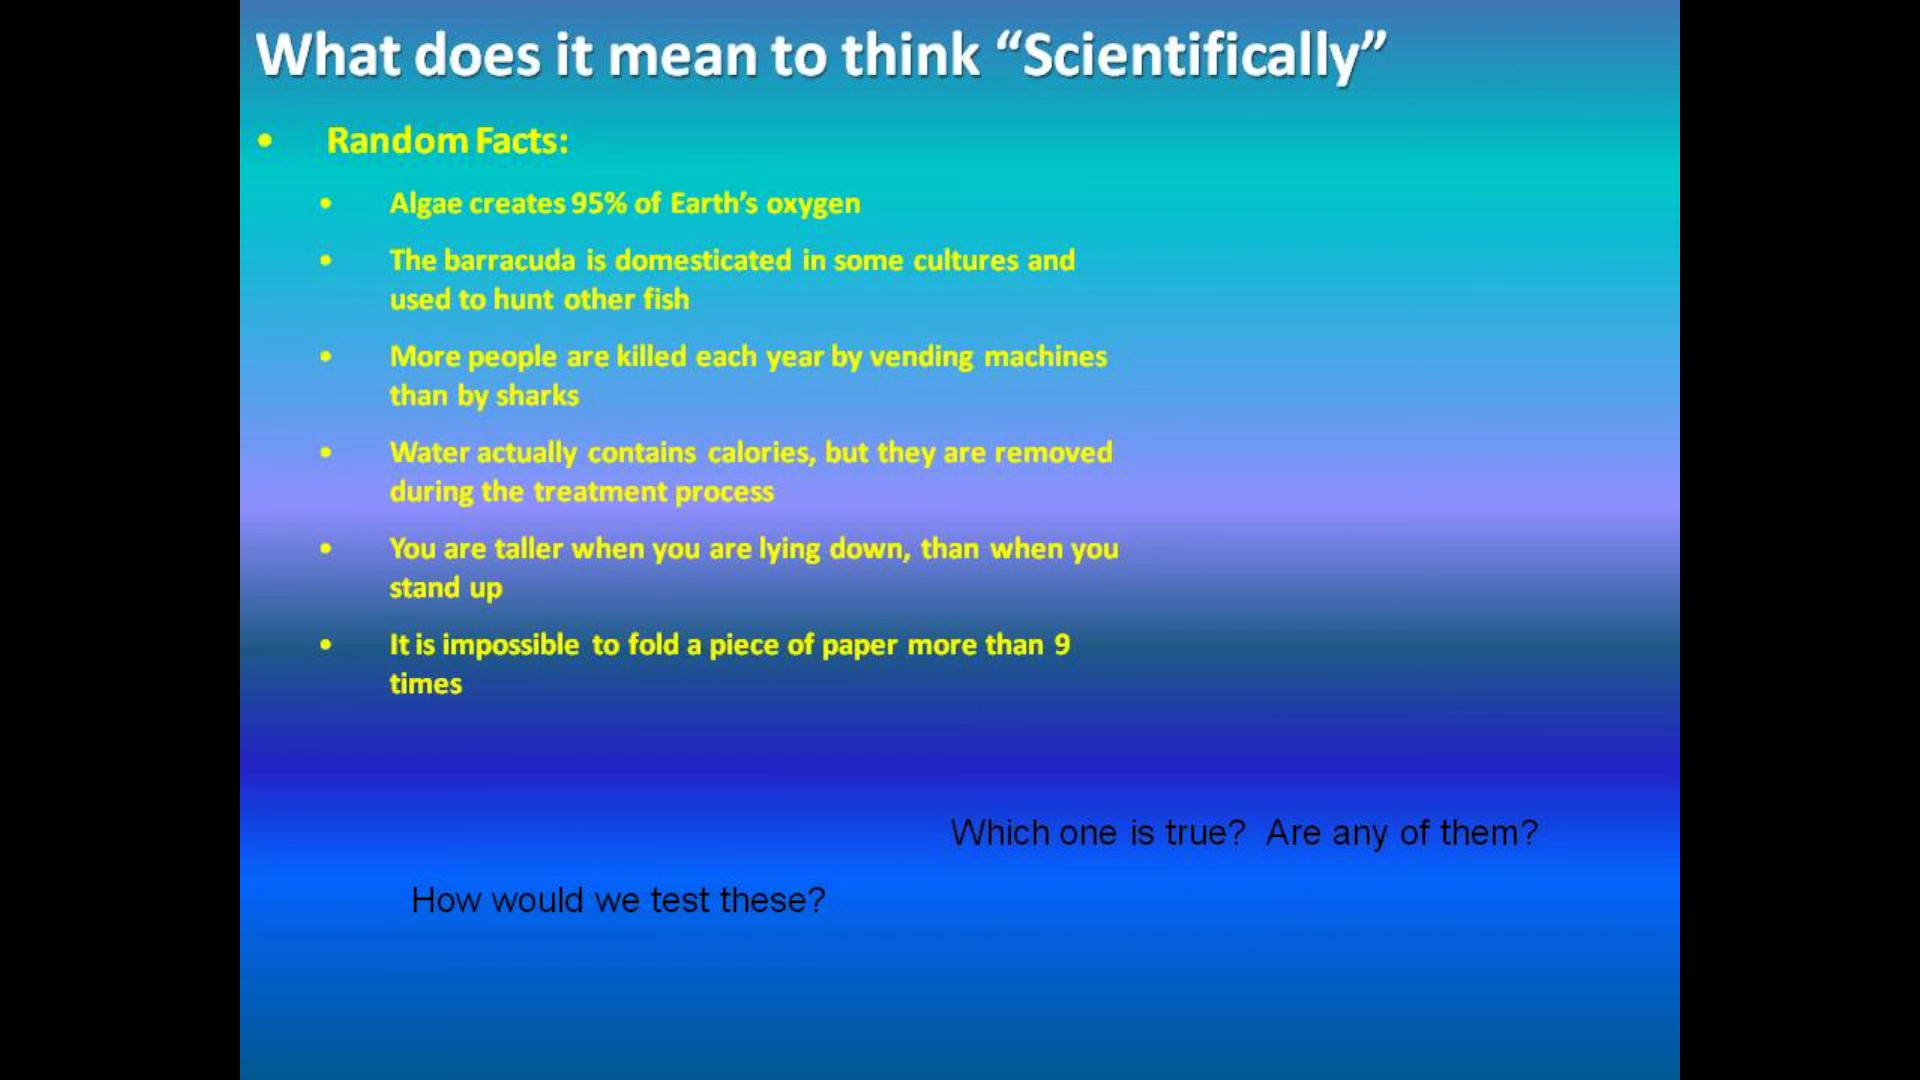 What does it mean to think “Scientifically”
• Random Facts:
• Algae creates 95% of Earth’s oxygen
• The barracuda is domesticated in some cultures and
used to hunt other fish
• More people are killed each year by vending machines
than by sharks
• Water actually contains calories, but they are removed
during the treatment process
• You are taller when you are lying down, than when you
stand up
• It is impossible to fold a piece of paper more than 9
times
Which one is true? Are any of them?
How would we test these?